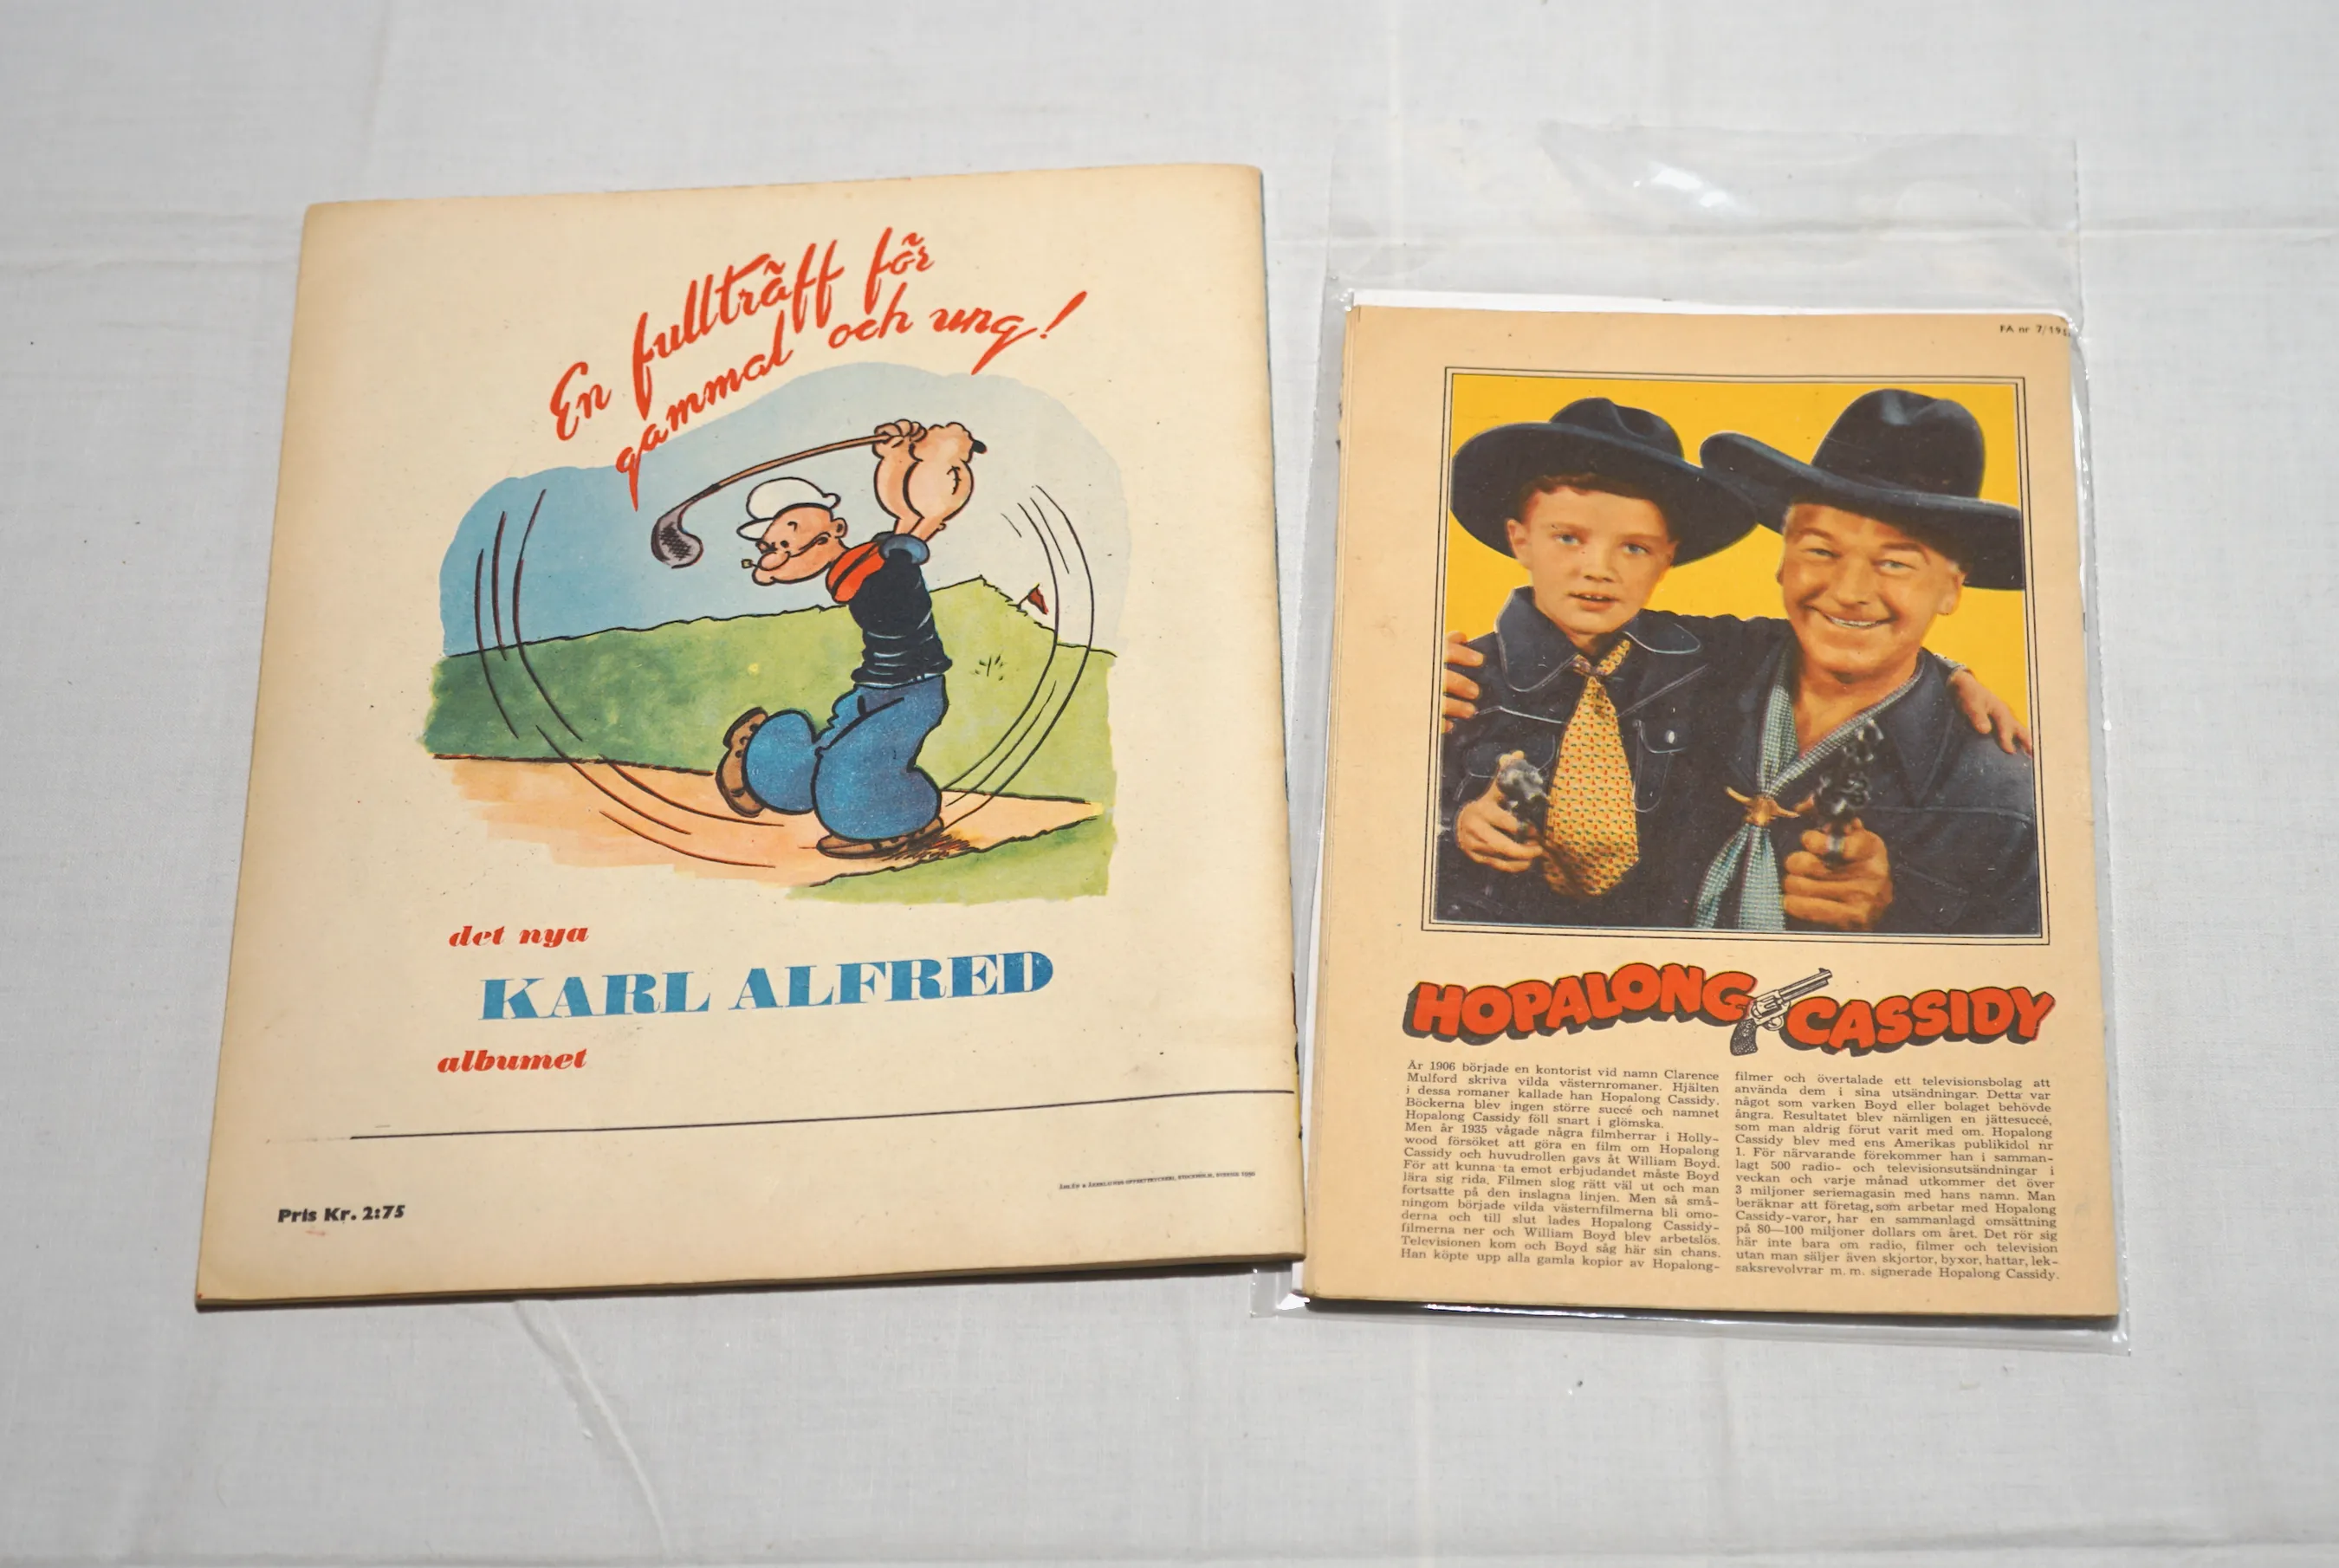 En fullträff för
gammal och ung!
det nya
KARL ALFRED
albumet
Pris Kr. 2:75
FA nr 7/19
HOPALONG CASSIDY
År 1906 började en kontorist vid namn Clarence
Mulford skriva vilda västernromaner. Hjälten
i dessa romaner kallade han Hopalong Cassidy.
Böckerna blev ingen större succé och namnet
Hopalong Cassidy föll snart i glömska.
Men år 1935 vågade några filmherrar i Holly-
wood försöket att göra en film om Hopalong
Cassidy och huvudrollen gavs åt William Boyd.
För att kunna ta emot erbjudandet måste Boyd
lära sig rida. Filmen slog rätt väl ut och man
fortsatte på den inslagna linjen. Men så små-
ningom började vilda västernfilmerna bli omo-
derna och till slut lades Hopalong Cassidy-
filmerna ner och William Boyd blev arbetslös.
Televisionen kom och Boyd såg här sin chans.
Han köpte upp alla gamla kopior av Hopalong-
filmer och övertalade ett televisionsbolag att
använda dem i sina utsändningar. Detta var
något som varken Boyd eller bolaget behövde
ångra. Resultatet blev nämligen en jättesuccé,
som man aldrig förut varit med om. Hopalong
Cassidy blev med ens Amerikas publikidol nr
1. För närvarande förekommer han i samman-
lagt 500 radio- och televisionsutsändningar i
veckan och varje månad utkommer det över
3 miljoner seriemagasin med hans namn. Man
beräknar att företag, som arbetar med Hopalong
Cassidy-varor, har en sammanlagd omsättning
på 80—100 miljoner dollars om året. Det rör sig
här inte bara om radio, filmer och television
utan man säljer även skjortor, byxor, hattar, lek-
saksrevolvrar m. m. signerade Hopalong Cassidy.